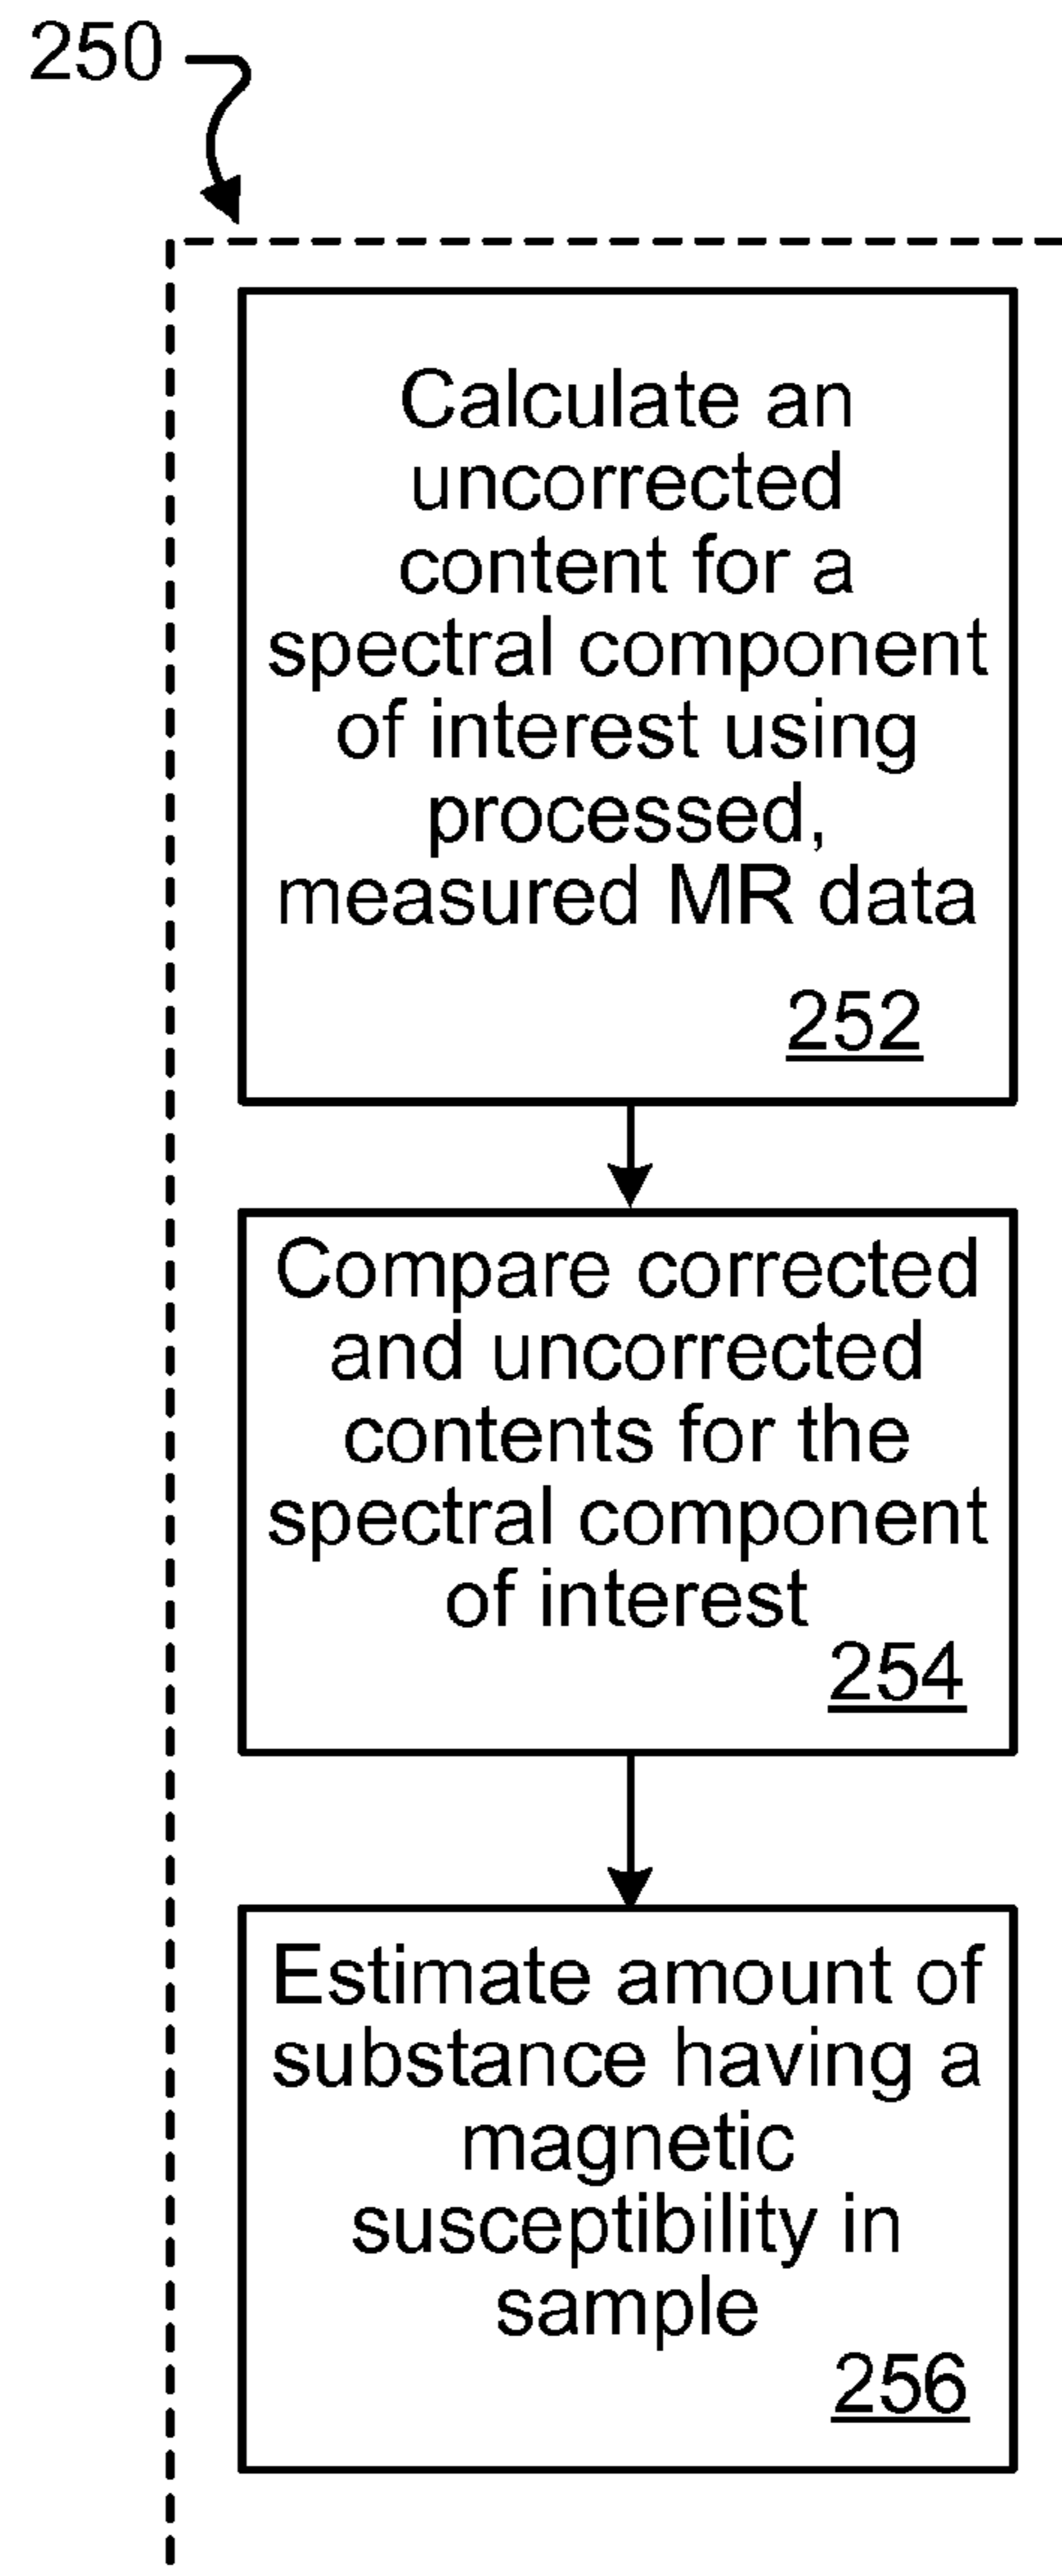 250
Calculate an
uncorrected
content for a
spectral component
of interest using
processed,
measured MR data
252
Compare corrected
and uncorrected
contents for the
spectral component
of interest
254
Estimate amount of
substance having a
magnetic
susceptibility in
sample
256